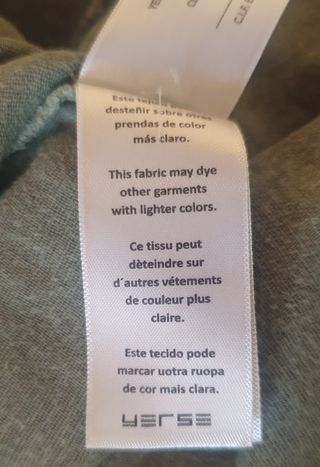 C.I.F. B
Este tejido
desteñir sobre otras
prendas de color
más claro.
This fabric may dye
other garments
with lighter colors.
Ce tissu peut
dèteindre sur
d´autres vétements
de couleur plus
claire.
Este tecido pode
marcar uotra ruopa
de cor mais clara.
YERSE